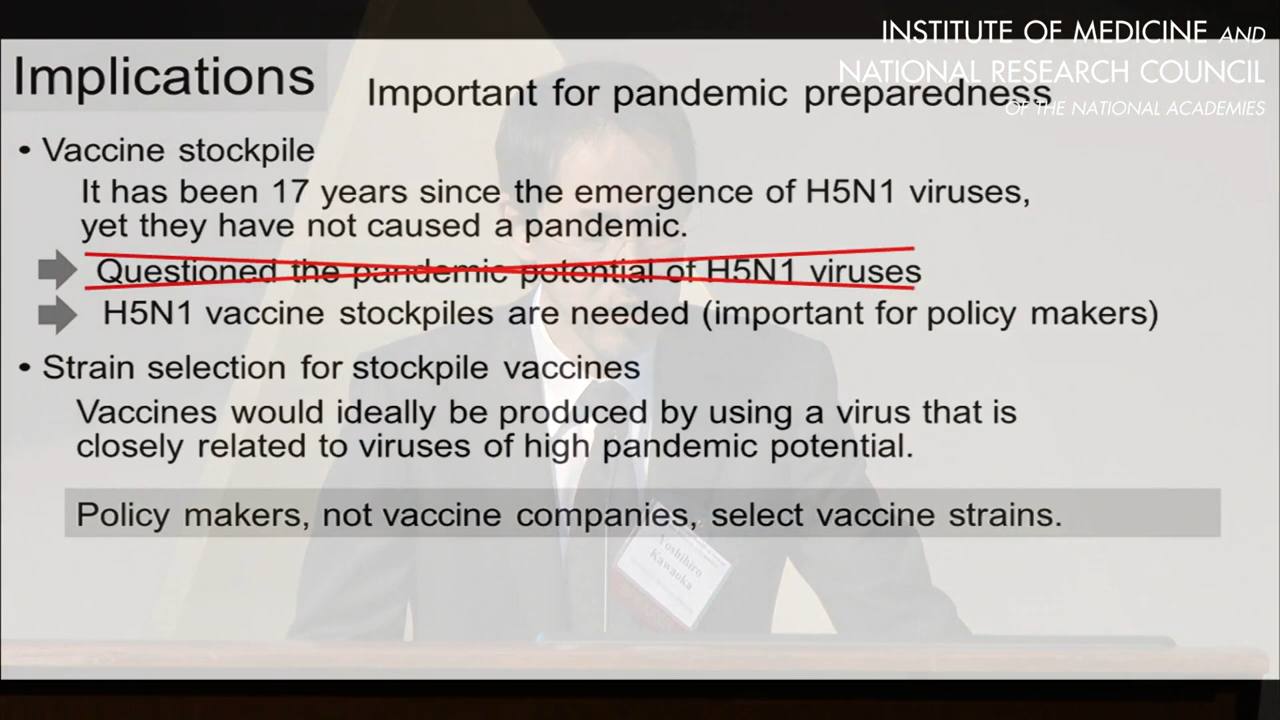 INSTITUTE OF MEDICINE AND
NATIONAL RESEARCH COUNCIL
OF THE NATIONAL ACADEMIES
Implications
Important for pandemic preparedness
• Vaccine stockpile
It has been 17 years since the emergence of H5N1 viruses,
yet they have not caused a pandemic.
Questioned the pandemic potential of H5N1 viruses
H5N1 vaccine stockpiles are needed (important for policy makers)
• Strain selection for stockpile vaccines
Vaccines would ideally be produced by using a virus that is
closely related to viruses of high pandemic potential.
Policy makers, not vaccine companies, select vaccine strains.
Yoshihiro
Kawaoka